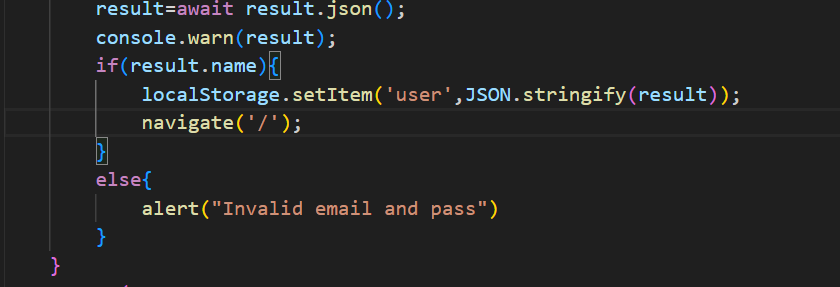 result=await result.json();
console.warn(result);
if(result.name){
localStorage.setItem('user',JSON.stringify(result));
navigate('/');
}
else{
alert("Invalid email and pass")
}
}